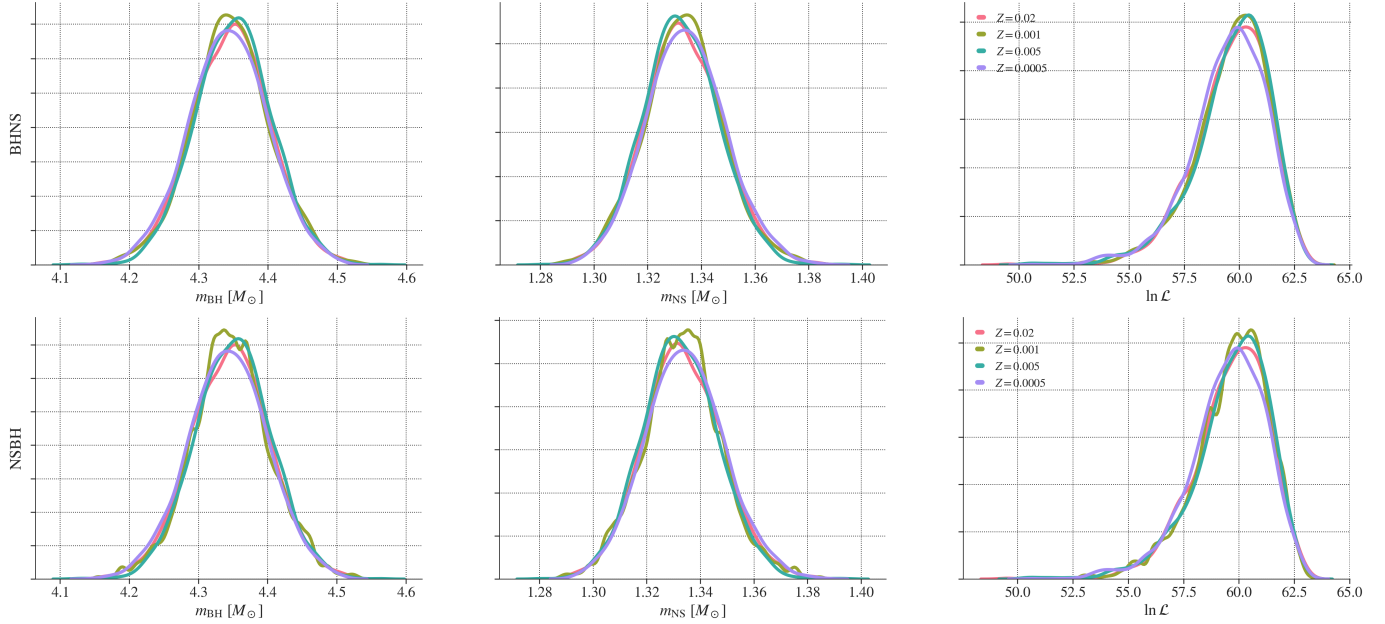 BHNS
Z = 0.02
Z = 0.001
Z = 0.005
Z = 0.0005
4.1 4.2 4.3 4.4 4.5 4.6
1.28 1.30 1.32 1.34 1.36 1.38 1.40
50.0 52.5 55.0 57.5 60.0 62.5 65.0
m_BH [M_⊙]
m_NS [M_⊙]
ln ℒ
NSBH
Z = 0.02
Z = 0.001
Z = 0.005
Z = 0.0005
4.1 4.2 4.3 4.4 4.5 4.6
1.28 1.30 1.32 1.34 1.36 1.38 1.40
50.0 52.5 55.0 57.5 60.0 62.5 65.0
m_BH [M_⊙]
m_NS [M_⊙]
ln ℒ